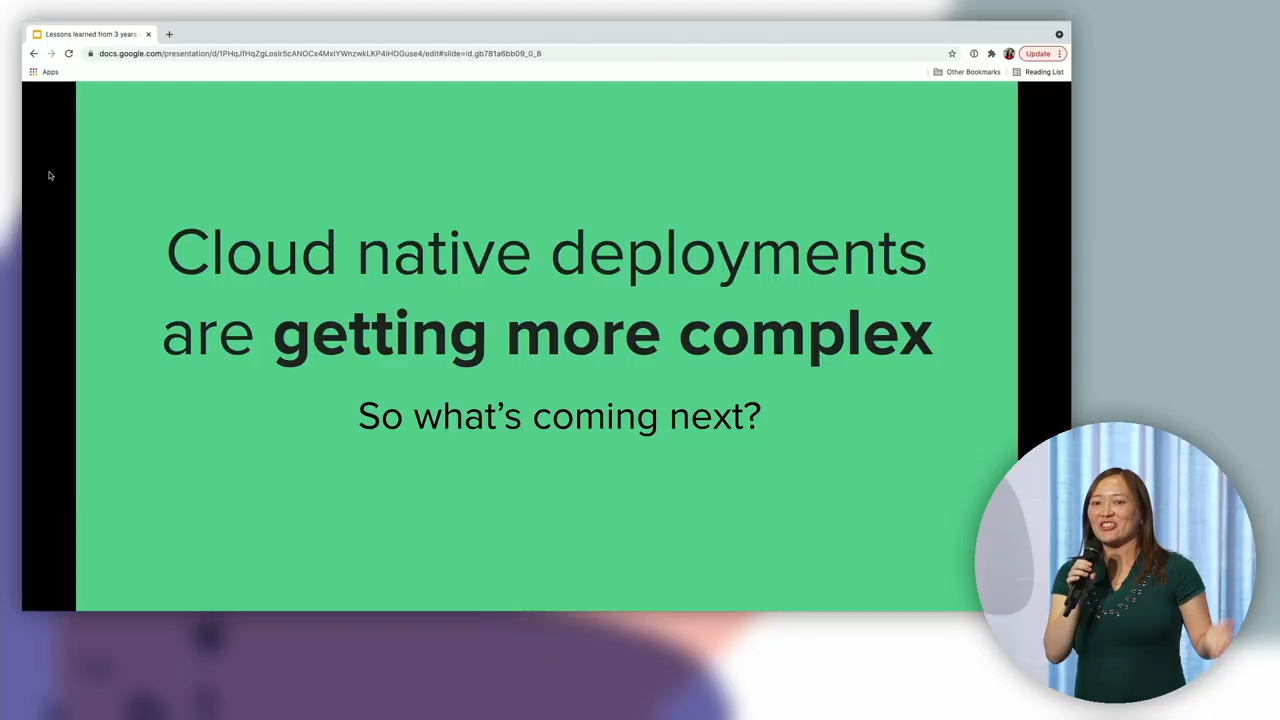 Lessons learned from 3 years
docs.google.com/presentation/d/1PHqJfHqZgLoslr5cANOCx4MxIYWnzwkLKP4iHOGuse4/edit#slide=id.gb781a6bb09_0_8
Update
Apps
Other Bookmarks
Reading List
Cloud native deployments
are getting more complex
So what's coming next?